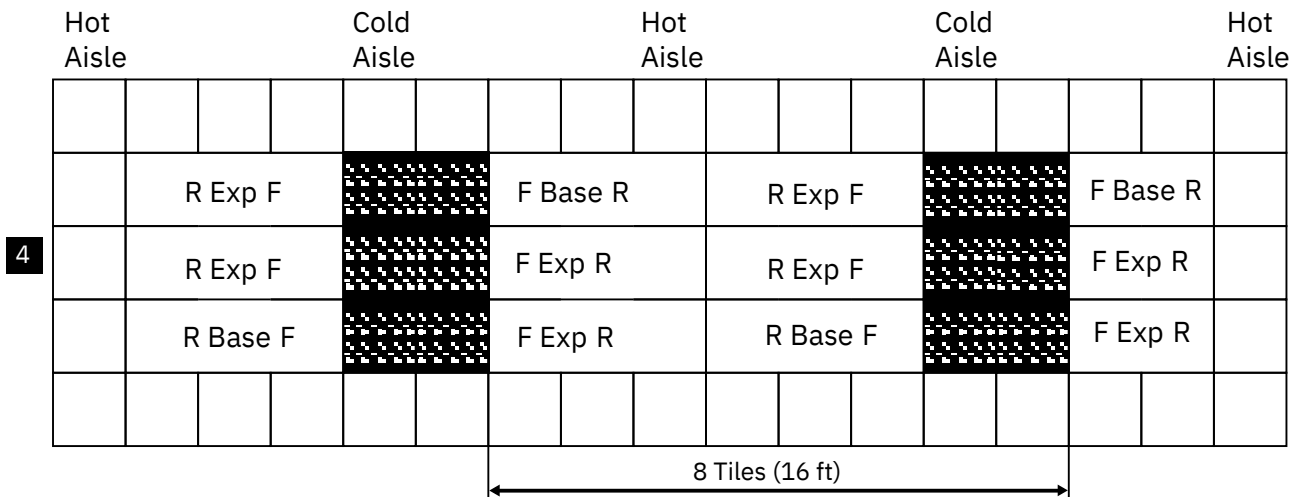 Hot
Aisle
Cold
Aisle
Hot
Aisle
Cold
Aisle
Hot
Aisle
R Exp F
F Base R
R Exp F
F Base R
4
R Exp F
F Exp R
R Exp F
F Exp R
R Base F
F Exp R
R Base F
F Exp R
8 Tiles (16 ft)